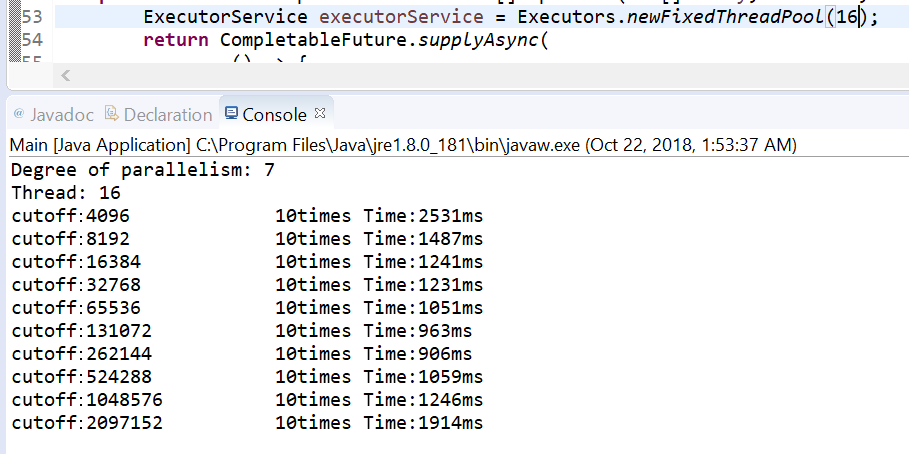 53 ExecutorService executorService = Executors.newFixedThreadPool(16);
54 return CompletableFuture.supplyAsync(
@ Javadoc Declaration Console
Main [Java Application] C:\Program Files\Java\jre1.8.0_181\bin\javaw.exe (Oct 22, 2018, 1:53:37 AM)
Degree of parallelism: 7
Thread: 16
cutoff:4096 10times Time:2531ms
cutoff:8192 10times Time:1487ms
cutoff:16384 10times Time:1241ms
cutoff:32768 10times Time:1231ms
cutoff:65536 10times Time:1051ms
cutoff:131072 10times Time:963ms
cutoff:262144 10times Time:906ms
cutoff:524288 10times Time:1059ms
cutoff:1048576 10times Time:1246ms
cutoff:2097152 10times Time:1914ms